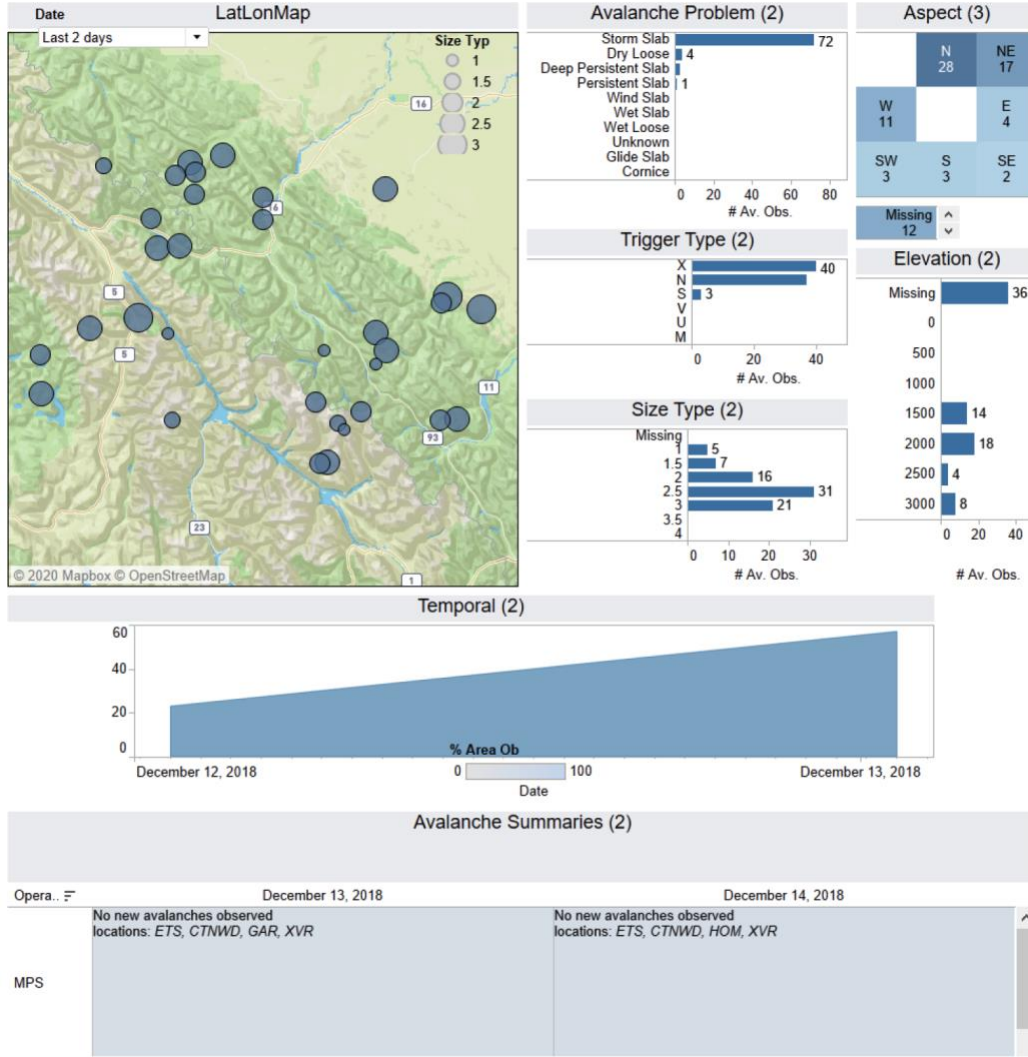 Date
LatLonMap
Last 2 days
Size Typ
1
1.5
2
2.5
3
16
6
5
5
11
93
23
1
© 2020 Mapbox © OpenStreetMap
Avalanche Problem (2)
Storm Slab 72
Dry Loose 4
Deep Persistent Slab
Persistent Slab 1
Wind Slab
Wet Slab
Wet Loose
Unknown
Glide Slab
Cornice
0 20 40 60 80
# Av. Obs.
Trigger Type (2)
X 40
N
S 3
V
U
M
0 20 40
# Av. Obs.
Size Type (2)
Missing
1 5
1.5 7
2 16
2.5 31
3 21
3.5
4
0 10 20 30
# Av. Obs.
Aspect (3)
N NE
28 17
W E
11 4
SW S SE
3 3 2
Missing
12
Elevation (2)
Missing 36
0
500
1000
1500 14
2000 18
2500 4
3000 8
0 20 40
# Av. Obs.
Temporal (2)
60
40
20
0
% Area Ob
0 100
December 12, 2018 December 13, 2018
Date
Avalanche Summaries (2)
Opera.. December 13, 2018 December 14, 2018
MPS
No new avalanches observed
locations: ETS, CTNWD, GAR, XVR
No new avalanches observed
locations: ETS, CTNWD, HOM, XVR